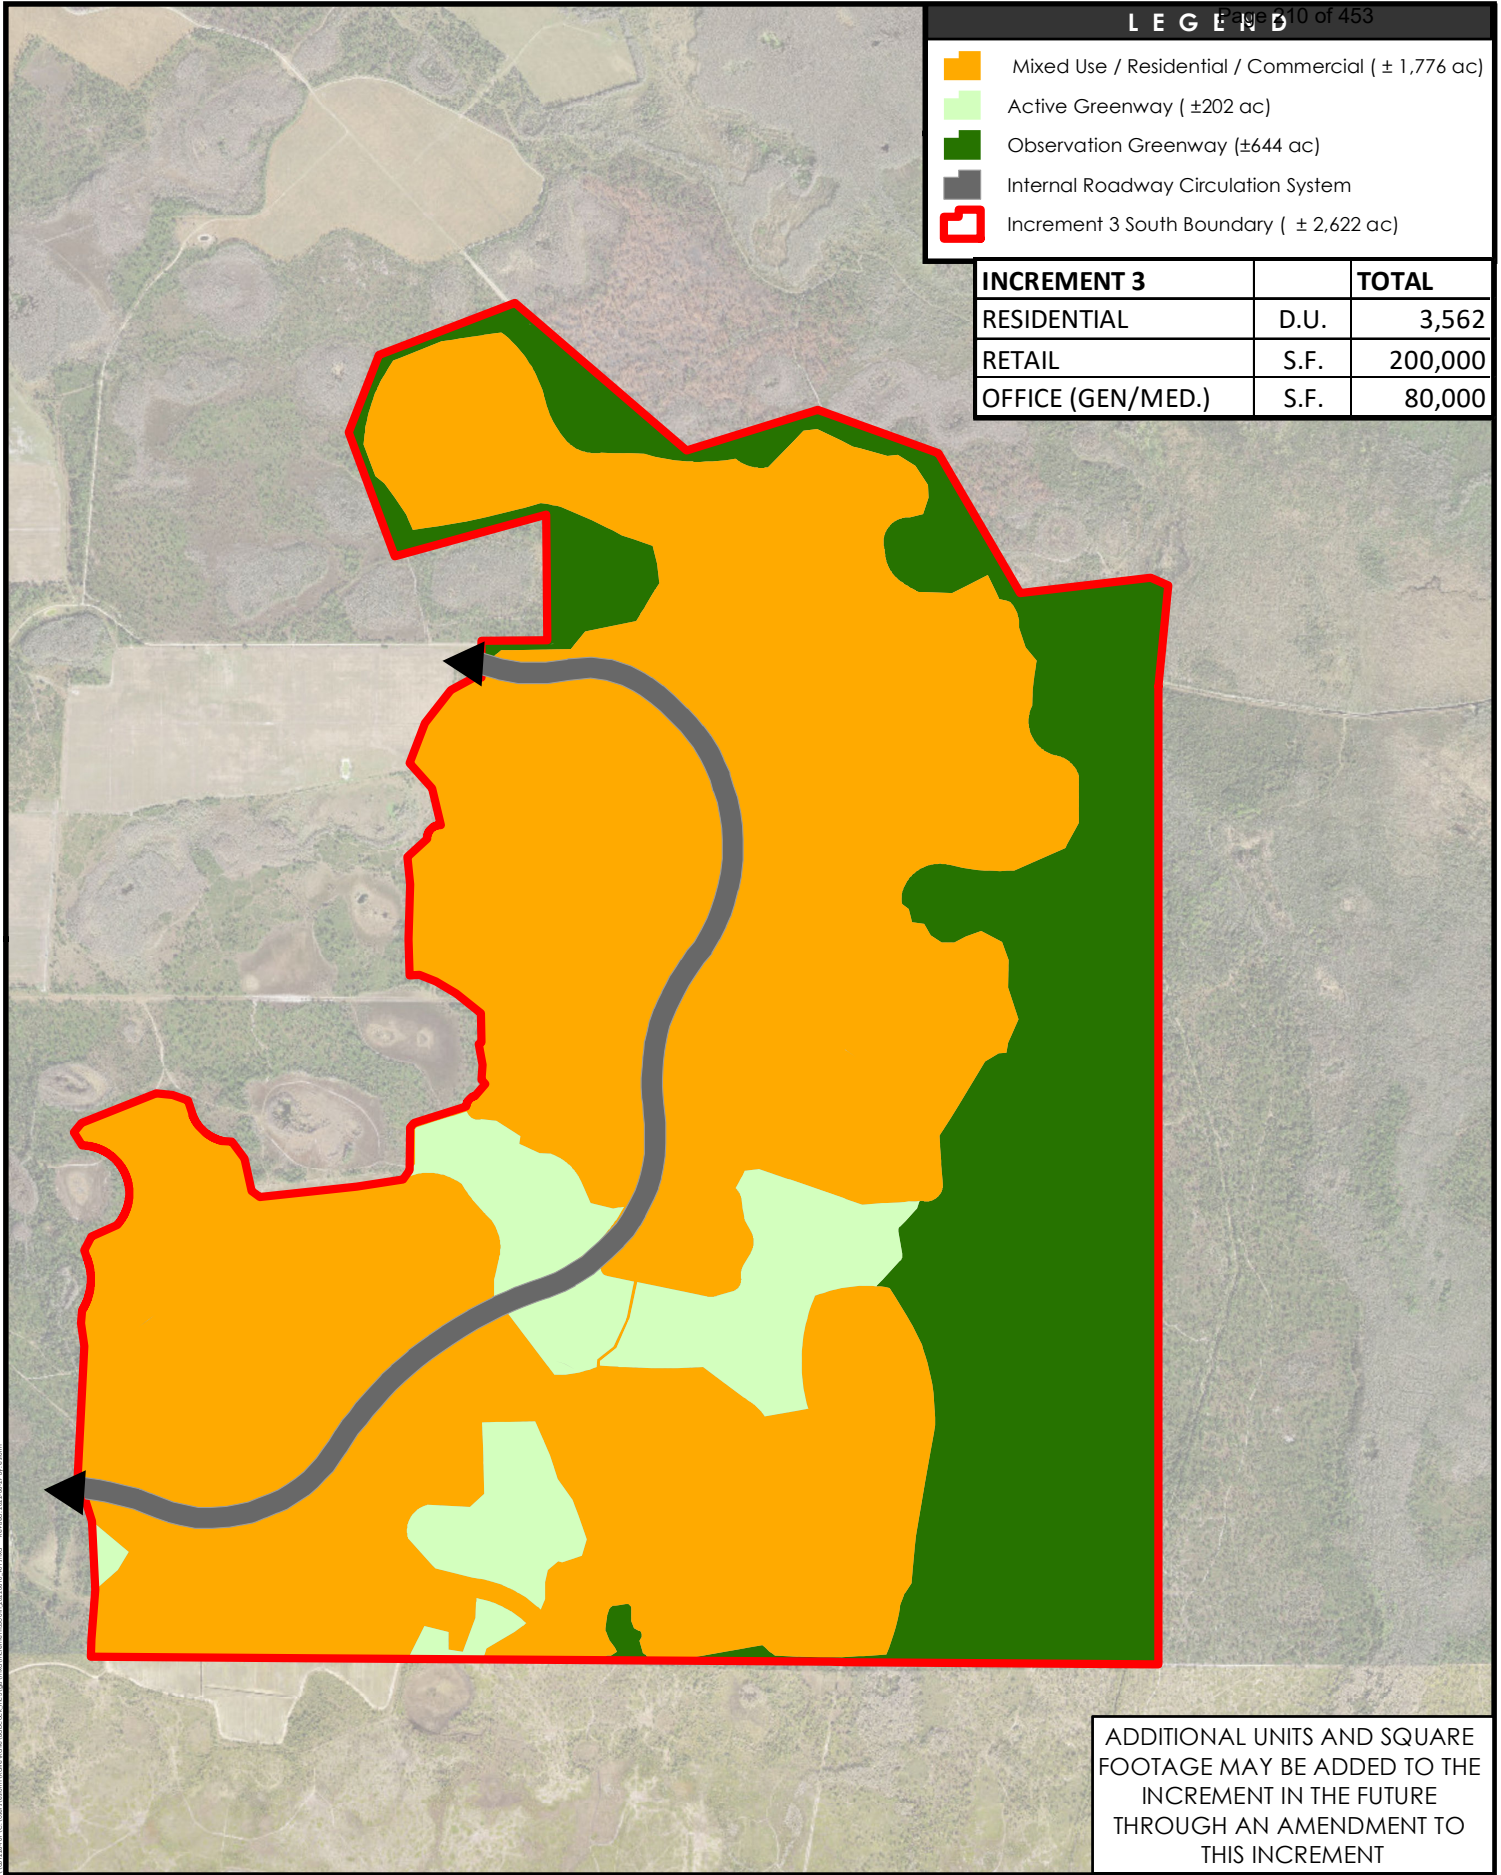 Page 210 of 453
LEGEND
Mixed Use / Residential / Commercial ( ± 1,776 ac)
Active Greenway ( ±202 ac)
Observation Greenway (±644 ac)
Internal Roadway Circulation System
Increment 3 South Boundary ( ± 2,622 ac)
INCREMENT 3 TOTAL
RESIDENTIAL D.U. 3,562
RETAIL S.F. 200,000
OFFICE (GEN/MED.) S.F. 80,000
ADDITIONAL UNITS AND SQUARE
FOOTAGE MAY BE ADDED TO THE
INCREMENT IN THE FUTURE
THROUGH AN AMENDMENT TO
THIS INCREMENT